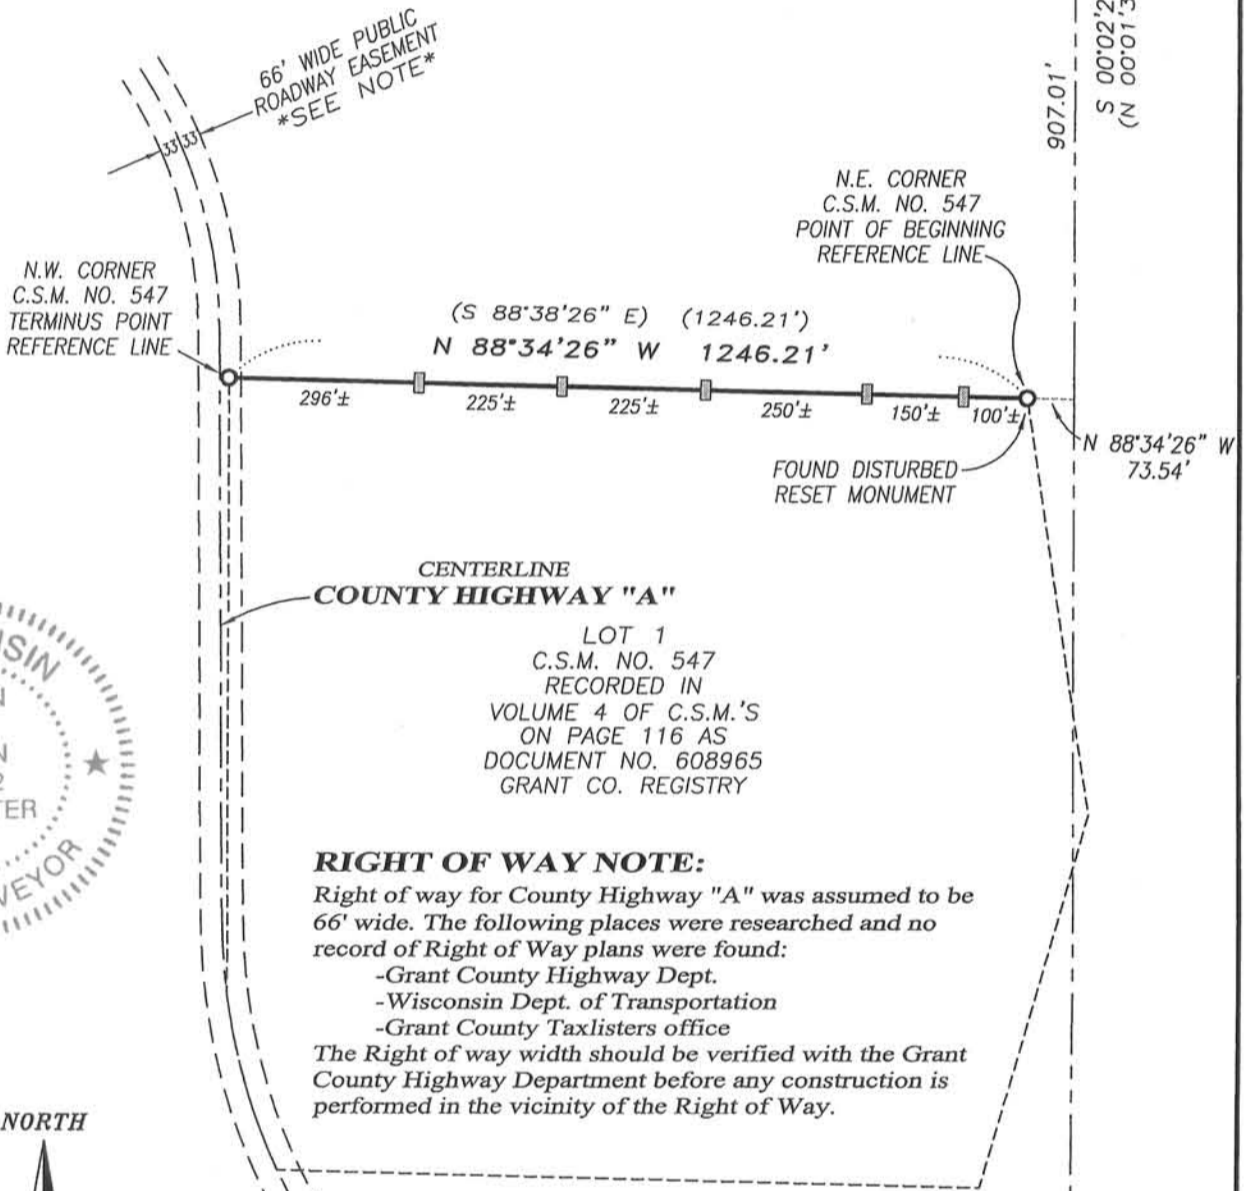 66' WIDE PUBLIC
ROADWAY EASEMENT
*SEE NOTE*
33'
33'
907.01'
N.E. CORNER
C.S.M. NO. 547
POINT OF BEGINNING
REFERENCE LINE
N.W. CORNER
C.S.M. NO. 547
TERMINUS POINT
REFERENCE LINE
(S 88°38'26" E) (1246.21')
N 88°34'26" W 1246.21'
296'± 225'± 225'± 250'± 150'± 100'±
N 88°34'26" W
73.54'
FOUND DISTURBED
RESET MONUMENT
CENTERLINE
COUNTY HIGHWAY "A"
LOT 1
C.S.M. NO. 547
RECORDED IN
VOLUME 4 OF C.S.M.'S
ON PAGE 116 AS
DOCUMENT NO. 608965
GRANT CO. REGISTRY
RIGHT OF WAY NOTE:
Right of way for County Highway "A" was assumed to be
66' wide. The following places were researched and no
record of Right of Way plans were found:
-Grant County Highway Dept.
-Wisconsin Dept. of Transportation
-Grant County Taxlisters office
The Right of way width should be verified with the Grant
County Highway Department before any construction is
performed in the vicinity of the Right of Way.
NORTH